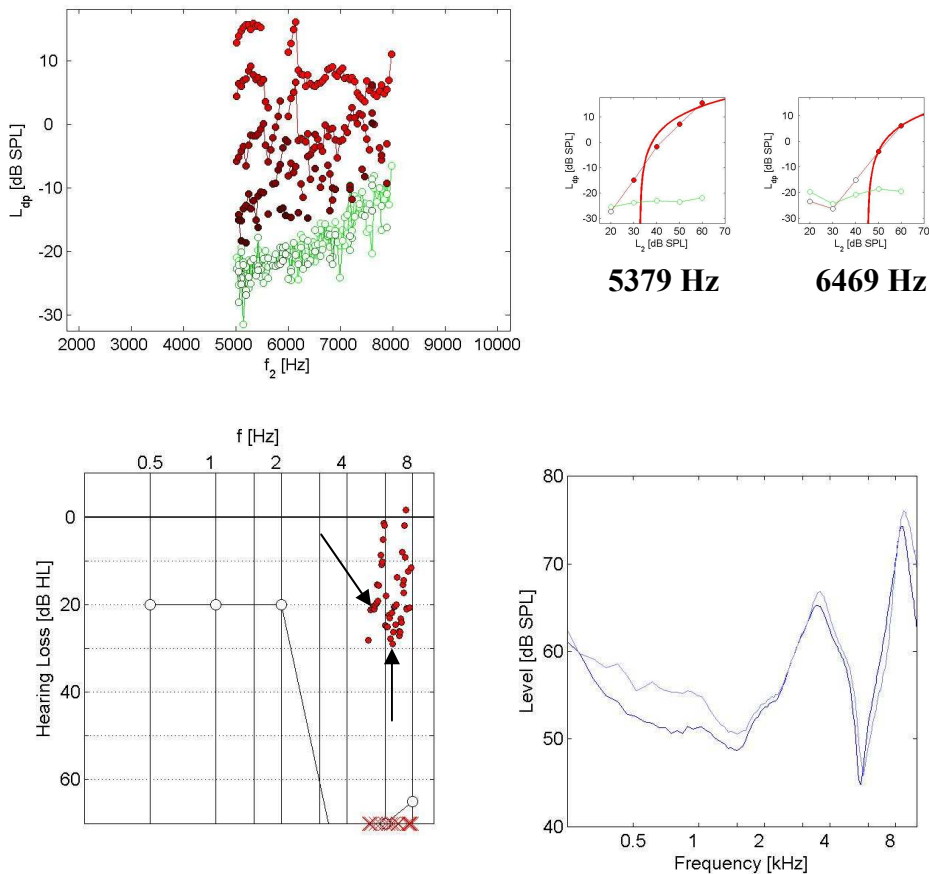 10
0
-10
-20
-30
L_dp [dB SPL]
2000 3000 4000 5000 6000 7000 8000 9000 10000
f_2 [Hz]
10
0
-10
-20
-30
L_dp [dB SPL]
20 30 40 50 60 70
L_2 [dB SPL]
5379 Hz
10
0
-10
-20
-30
L_dp [dB SPL]
10 20 30 40 50 60 70
L_2 [dB SPL]
6469 Hz
f [Hz]
0.5 1 2 4 8
0
20
40
60
Hearing Loss [dB HL]
80
70
60
50
40
Level [dB SPL]
0.5 1 2 4 8
Frequency [kHz]